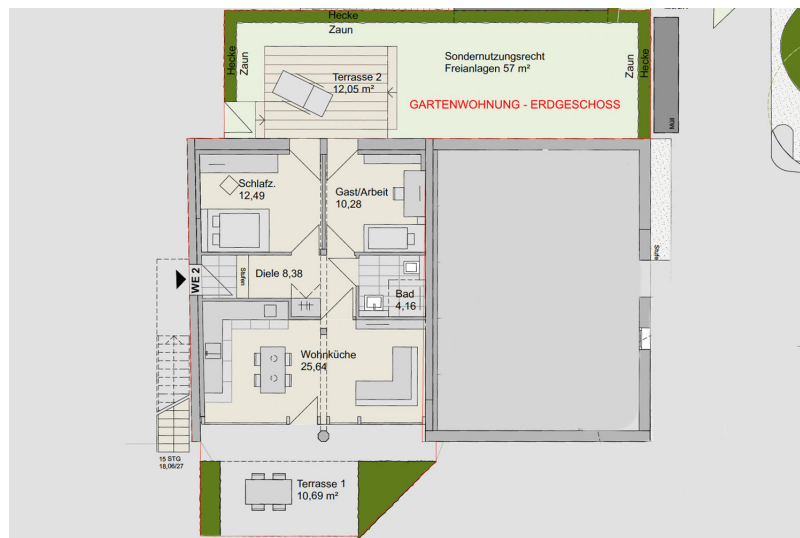 Hecke
Zaun
Hecke
Zaun
Sondernutzungsrecht
Freianlagen 57 m²
Zaun
Hecke
Terrasse 2
12,05 m²
GARTENWOHNUNG - ERDGESCHOSS
Müll
Schlafz.
12,49
Gast/Arbeit
10,28
WE 2
Stufen
Diele 8,38
Bad
4,16
Stufe
Wohnküche
25,64
15 STG
18,06/27
Terrasse 1
10,69 m²